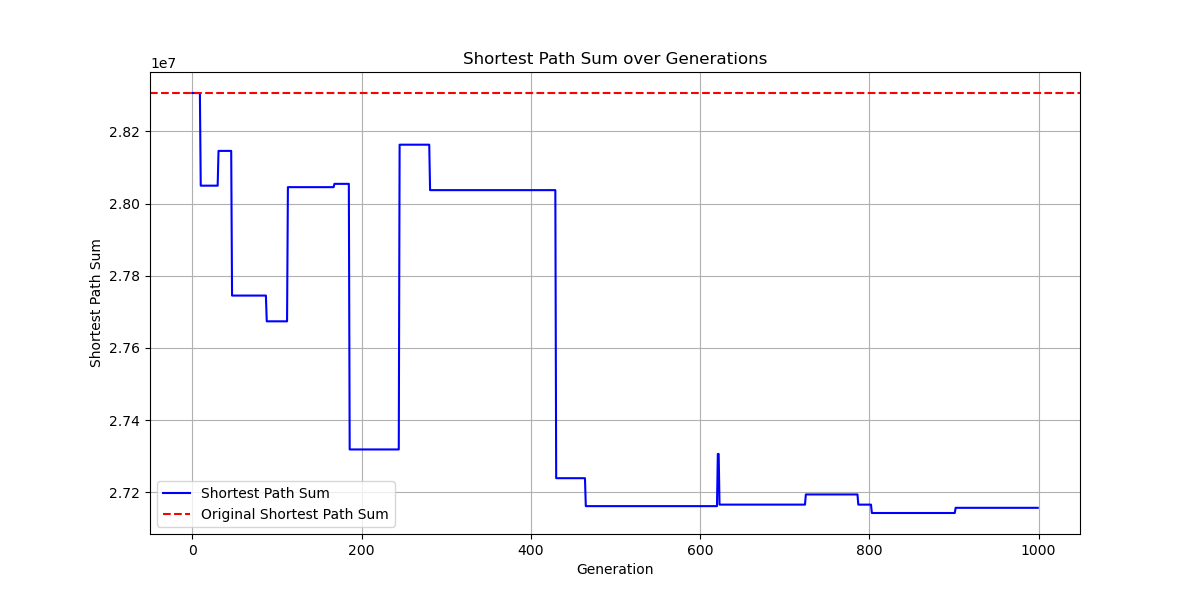 Shortest Path Sum over Generations
1e7
2.82
2.80
2.78
2.76
2.74
2.72
Shortest Path Sum
Shortest Path Sum
Original Shortest Path Sum
0 200 400 600 800 1000
Generation